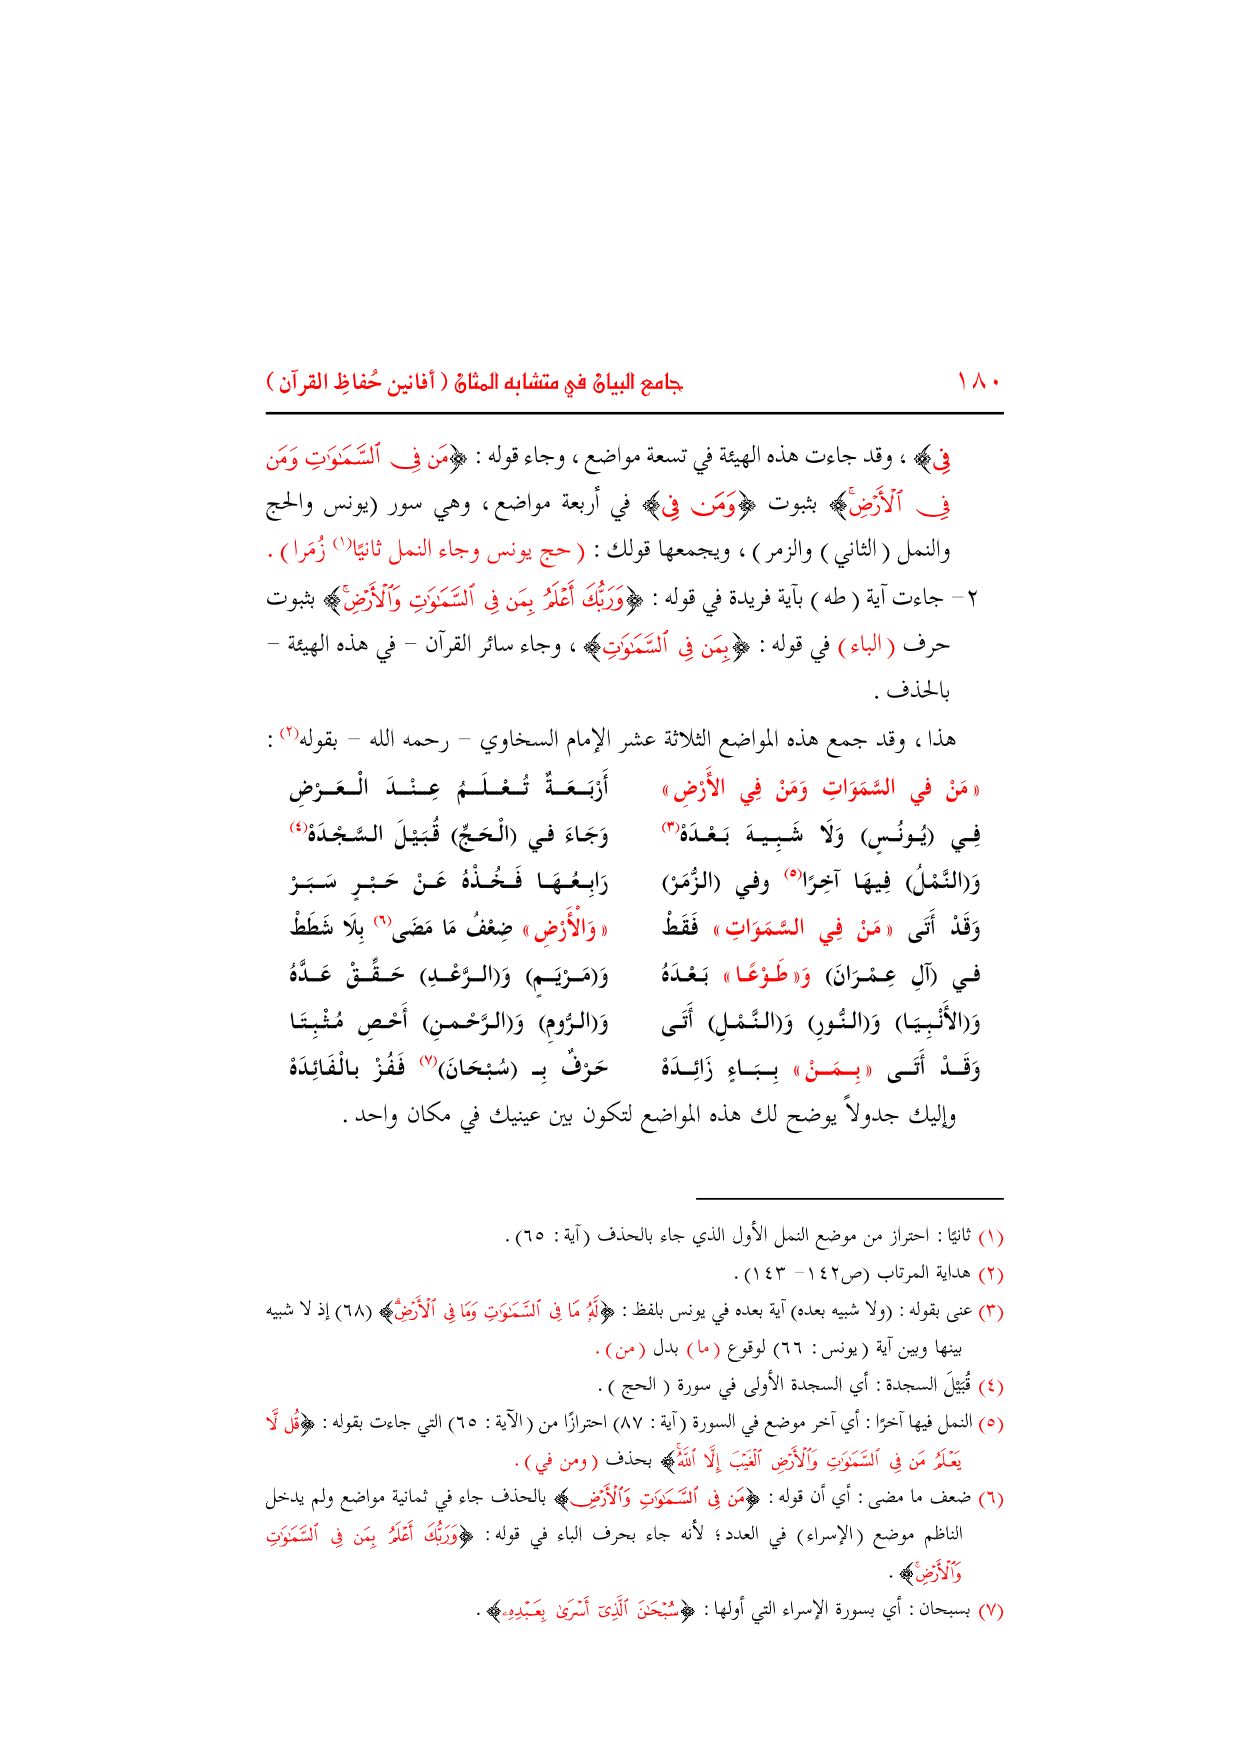 ١٨٠ جامع البيان في متشابه المثان ( أفانين حُفاظِ القرآن )
فِي﴾ ، وقد جاءت هذه الهيئة في تسعة مواضع ، وجاء قوله : ﴿مَن فِى ٱلسَّمَـٰوَٰتِ وَمَن
فِى ٱلْأَرْضِ ۚ﴾ بثبوت ﴿وَمَن فِي﴾ في أربعة مواضع ، وهي سور (يونس والحج
والنمل ( الثاني ) والزمر ) ، ويجمعها قولك : ( حج يونس وجاء النمل ثانيًا(١) زُمَرا ) .
٢- جاءت آية ( طه ) بآية فريدة في قوله : ﴿وَرَبُّكَ أَعْلَمُ بِمَن فِى ٱلسَّمَـٰوَٰتِ وَٱلْأَرْضِ ۚ﴾ بثبوت
حرف ( الباء ) في قوله : ﴿بِمَن فِى ٱلسَّمَـٰوَٰتِ﴾ ، وجاء سائر القرآن - في هذه الهيئة -
بالحذف .
هذا ، وقد جمع هذه المواضع الثلاثة عشر الإمام السخاوي - رحمه الله - بقوله(٢) :
« مَنْ في السَّمَوَاتِ وَمَنْ فِي الأَرْضِ » أَرْبَعَةٌ تُعْلَمُ عِنْدَ الْعَرْضِ
فِي (يُونُسٍ) وَلَا شَبِيهَ بَعْدَهْ(٣) وَجَاءَ في (الْحَجِّ) قُبَيْلَ السَّجْدَهْ(٤)
وَ(النَّمْلُ) فِيهَا آخِرًا(٥) وفي (الزُّمَرْ) رَابِعُهَا فَخُذْهُ عَنْ حَبْرٍ سَبَرْ
وَقَدْ أَتَى « مَنْ فِي السَّمَوَاتِ » فَقَطْ « وَالْأَرْضِ » ضِعْفُ مَا مَضَى(٦) بِلَا شَطَطْ
في (آلِ عِمْرَانَ) وَ« طَوْعًا » بَعْدَهُ وَ(مَرْيَمٍ) وَ(الرَّعْدِ) حَقِّقْ عَدَّهُ
وَ(الأَنْبِيَا) وَ(النُّورِ) وَ(النَّمْلِ) أَتَى وَ(الرُّومِ) وَ(الرَّحْمنِ) أَحْصِ مُثْبِتَا
وَقَدْ أَتَى « بِمَنْ » بِبَاءٍ زَائِدَهْ حَرْفٌ بِـ (سُبْحَانَ)(٧) فَفُزْ بالْفَائِدَهْ
وإليك جدولاً يوضح لك هذه المواضع لتكون بين عينيك في مكان واحد .
(١) ثانيًا : احتراز من موضع النمل الأول الذي جاء بالحذف (آية : ٦٥) .
(٢) هداية المرتاب (ص١٤٢- ١٤٣) .
(٣) عنى بقوله : (ولا شبيه بعده) آية بعده في يونس بلفظ : ﴿لَهُۥ مَا فِى ٱلسَّمَـٰوَٰتِ وَمَا فِى ٱلْأَرْضِ ۗ﴾ (٦٨) إذ لا شبيه
بينها وبين آية ( يونس : ٦٦) لوقوع ( ما ) بدل ( من ) .
(٤) قُبَيْلَ السجدة : أي السجدة الأولى في سورة ( الحج ) .
(٥) النمل فيها آخرًا : أي آخر موضع في السورة (آية : ٨٧) احترازًا من ( الآية : ٦٥) التي جاءت بقوله : ﴿قُل لَّا
يَعْلَمُ مَن فِى ٱلسَّمَـٰوَٰتِ وَٱلْأَرْضِ ٱلْغَيْبَ إِلَّا ٱللَّهُ ۚ﴾ بحذف ( ومن في ) .
(٦) ضعف ما مضى : أي أن قوله : ﴿مَن فِى ٱلسَّمَـٰوَٰتِ وَٱلْأَرْضِ﴾ بالحذف جاء في ثمانية مواضع ولم يدخل
الناظم موضع (الإسراء) في العدد ؛ لأنه جاء بحرف الباء في قوله : ﴿وَرَبُّكَ أَعْلَمُ بِمَن فِى ٱلسَّمَـٰوَٰتِ
وَٱلْأَرْضِ ۚ﴾ .
(٧) بسبحان : أي بسورة الإسراء التي أولها : ﴿سُبْحَـٰنَ ٱلَّذِىٓ أَسْرَىٰ بِعَبْدِهِۦ﴾ .